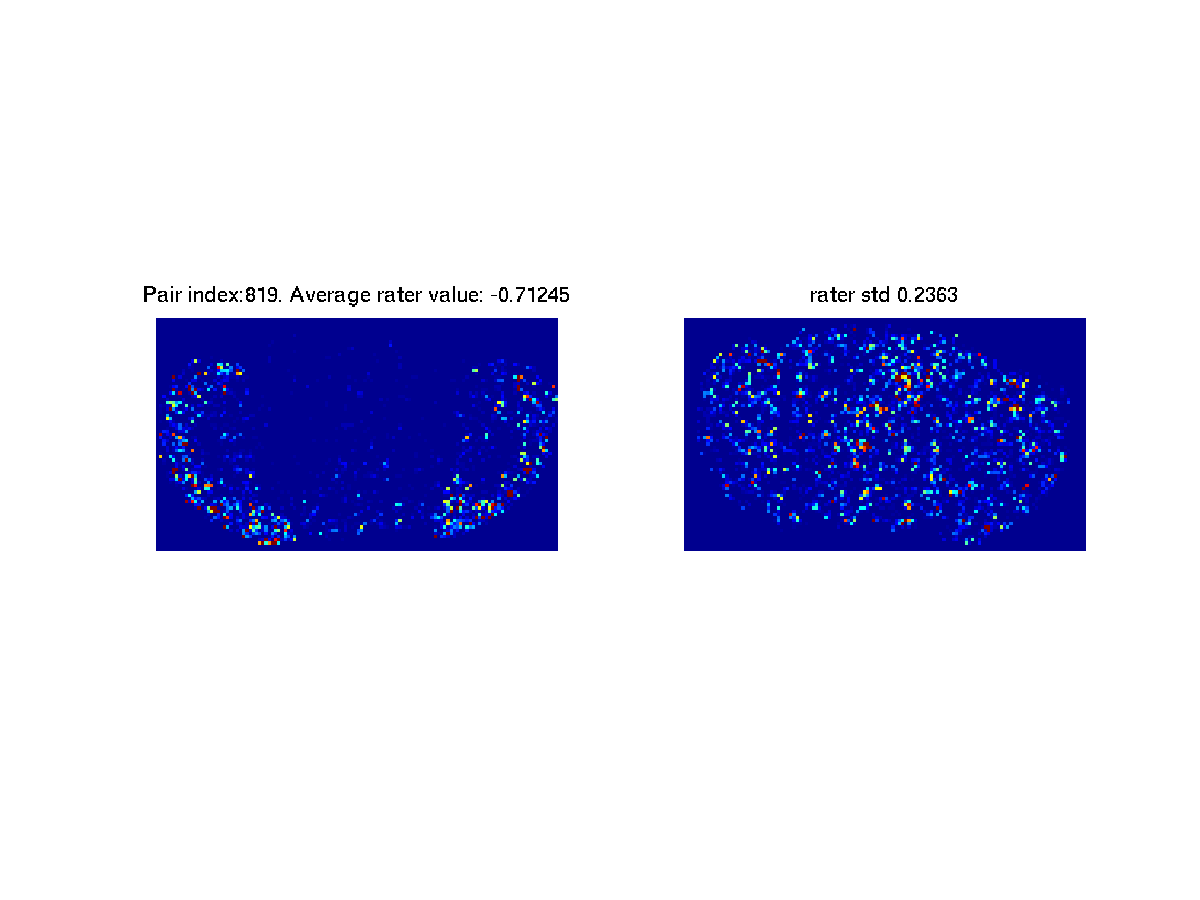 Pair index:819. Average rater value: -0.71245
rater std 0.2363